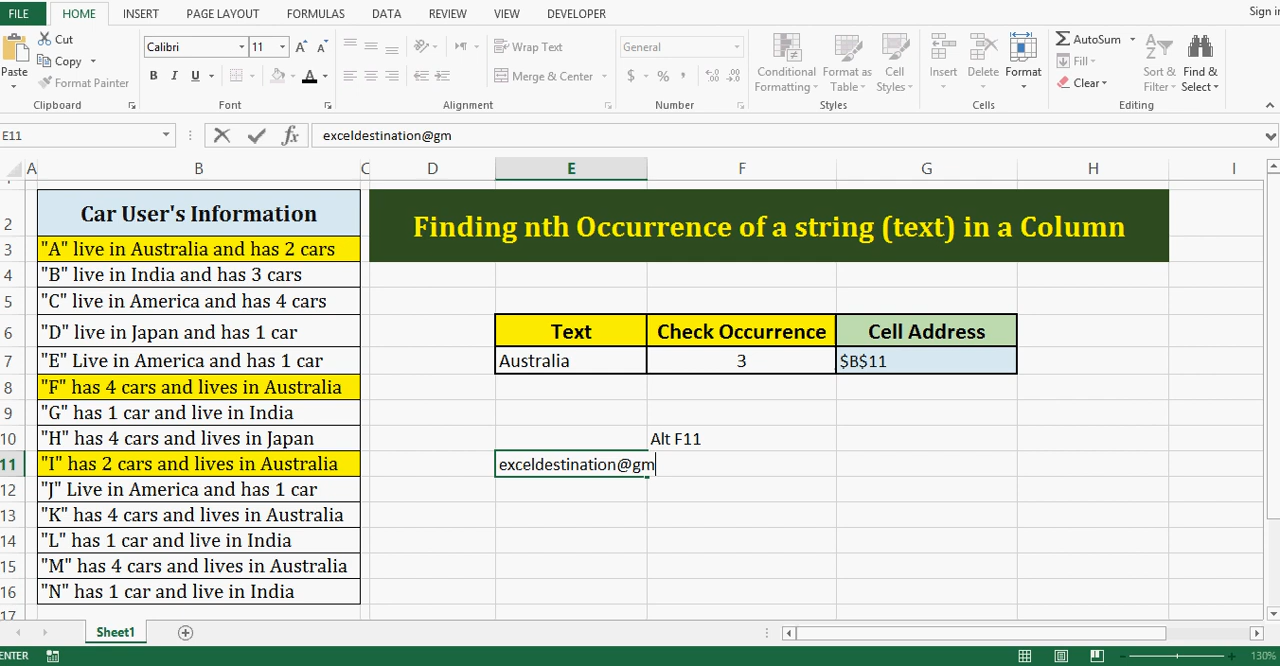 FILE HOME INSERT PAGE LAYOUT FORMULAS DATA REVIEW VIEW DEVELOPER Sign in
Cut
Copy
Format Painter
Paste
Clipboard
Calibri 11
B I U A
Font
Wrap Text
Merge & Center
Alignment
General
$ % ,
Number
Conditional Formatting
Format as Table
Cell Styles
Styles
Insert
Delete
Format
Cells
AutoSum
Fill
Clear
Sort & Filter
Find & Select
Editing
E11 fx exceldestination@gm
A B C D E F G H I
2 Car User's Information Finding nth Occurrence of a string (text) in a Column
3 "A" live in Australia and has 2 cars
4 "B" live in India and has 3 cars
5 "C" live in America and has 4 cars
6 "D" live in Japan and has 1 car Text Check Occurrence Cell Address
7 "E" Live in America and has 1 car Australia 3 $B$11
8 "F" has 4 cars and lives in Australia
9 "G" has 1 car and live in India
10 "H" has 4 cars and lives in Japan Alt F11
11 "I" has 2 cars and lives in Australia exceldestination@gm
12 "J" Live in America and has 1 car
13 "K" has 4 cars and lives in Australia
14 "L" has 1 car and live in India
15 "M" has 4 cars and lives in Australia
16 "N" has 1 car and live in India
17
Sheet1
ENTER 130%